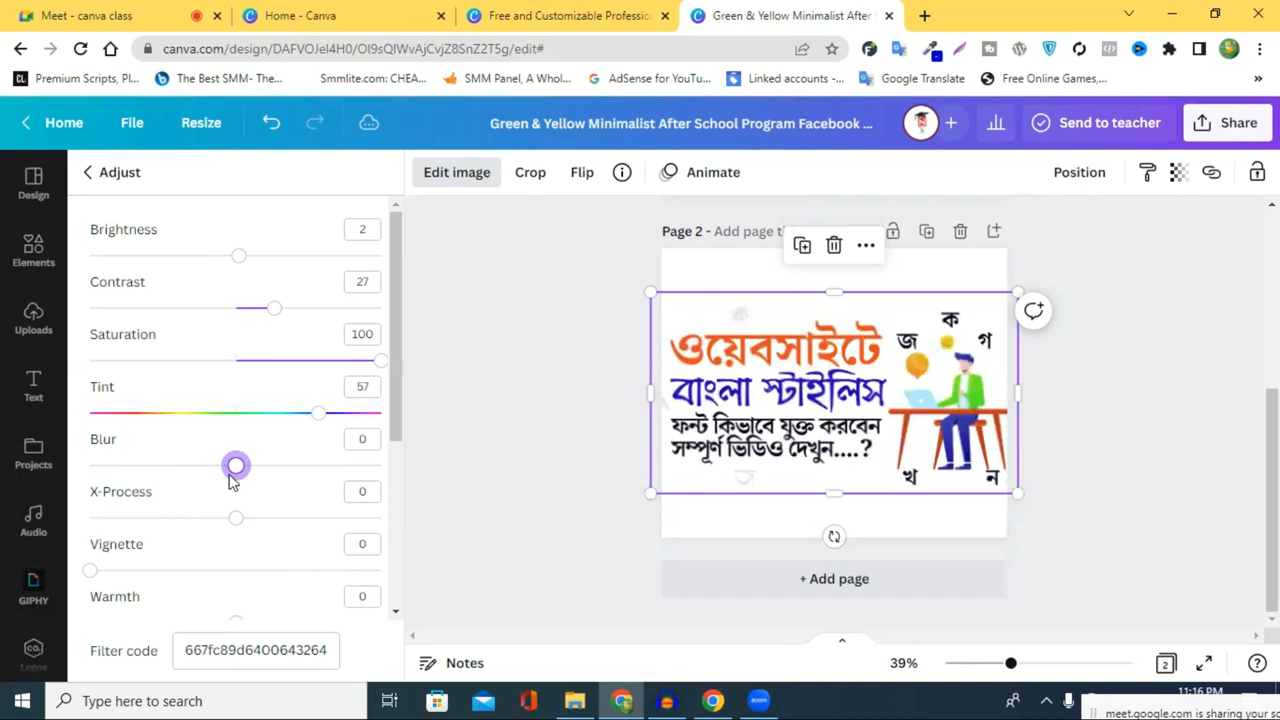 Meet - canva class
Home - Canva
Free and Customizable Professio
Green & Yellow Minimalist After S
canva.com/design/DAFVOJel4H0/OI9sQIWvAjCvjZ8SnZ2T5g/edit#
Premium Scripts, Pl...
The Best SMM- The...
Smmlite.com: CHEA...
SMM Panel, A Whol...
AdSense for YouTu...
Linked accounts -...
Google Translate
Free Online Games,...
»
Home
File
Resize
Green & Yellow Minimalist After School Program Facebook ...
Send to teacher
Share
Design
Elements
Uploads
Text
Projects
Audio
GIPHY
Logos
Adjust
Brightness 2
Contrast 27
Saturation 100
Tint 57
Blur 0
X-Process 0
Vignette 0
Warmth 0
Filter code 667fc89d6400643264
Edit image
Crop
Flip
Animate
Position
Page 2 - Add page ti
ওয়েবসাইটে
বাংলা স্টাইলিস
ফন্ট কিভাবে যুক্ত করবেন
সম্পূর্ণ ভিডিও দেখুন....?
ক
জ
গ
খ
ন
+ Add page
Notes
39%
2
Type here to search
11:16 PM
meet.google.com is sharing your sc